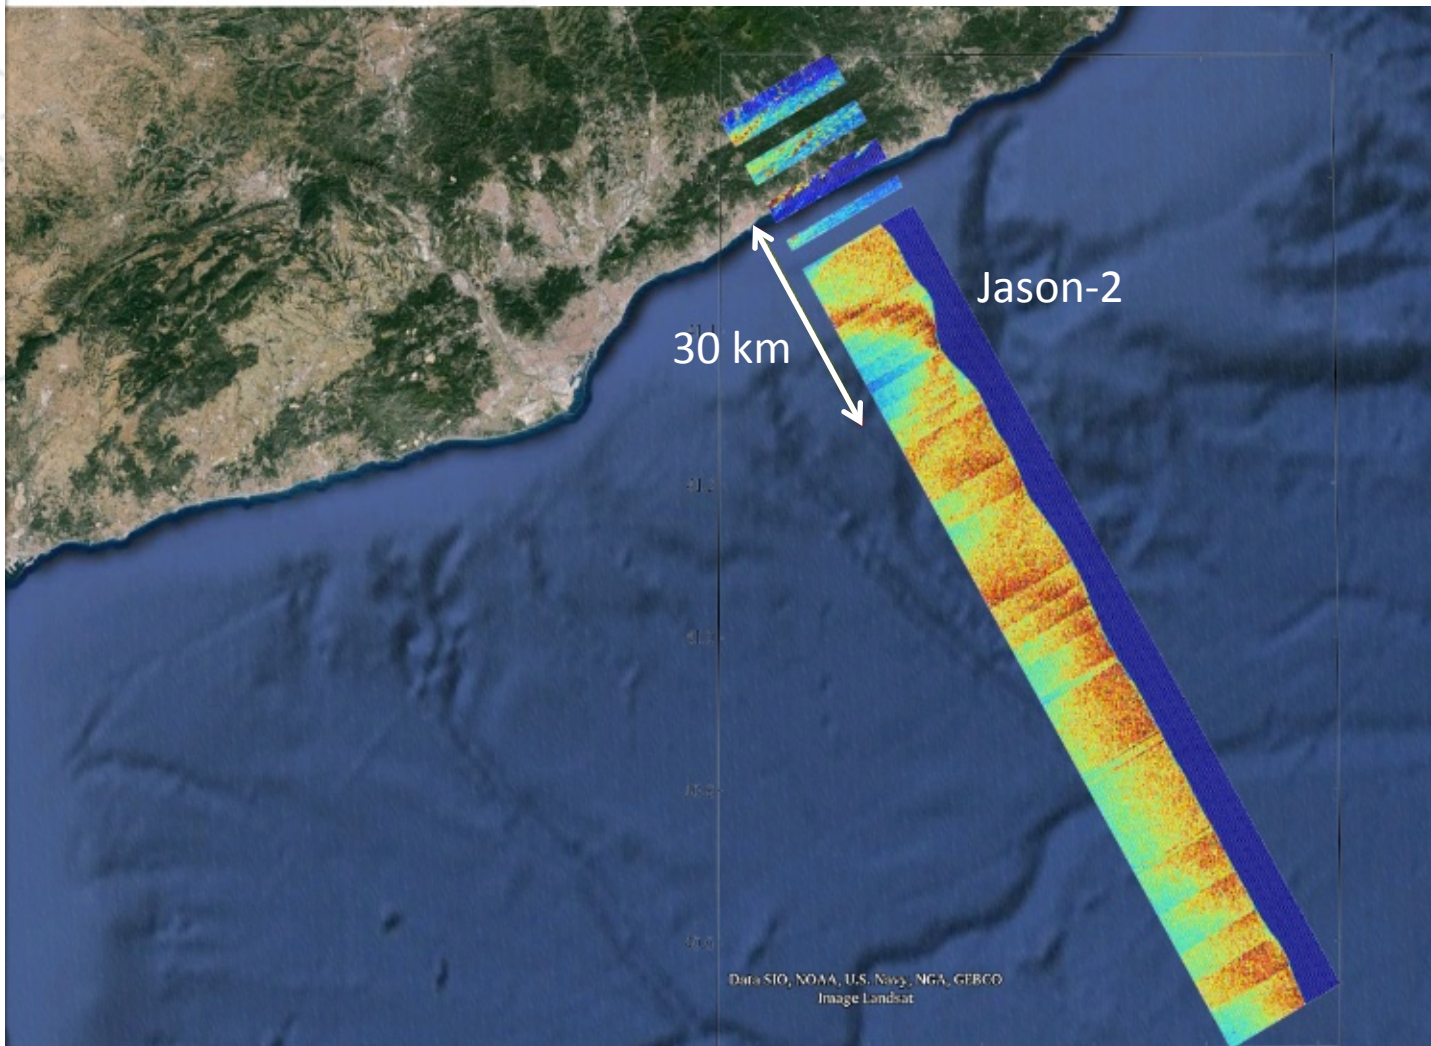 Jason-2
30 km
Data SIO, NOAA, U.S. Navy, NGA, GEBCO
Image Landsat